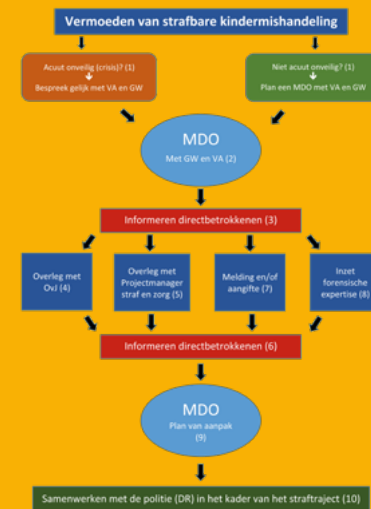 Vermoeden van strafbare kindermishandeling
Acuut onveilig (crisis)? (1)
Bespreek gelijk met VA en GW
Niet acuut onveilig? (1)
Plan een MDO met VA en GW
MDO
Met GW en VA (2)
Informeren directbetrokkenen (3)
Overleg met
OvJ (4)
Overleg met
Projectmanager
straf en zorg (5)
Melding en/of
aangifte (7)
Inzet
forensische
expertise (8)
Informeren directbetrokkenen (6)
MDO
Plan van aanpak
(9)
Samenwerken met de politie (DR) in het kader van het straftraject (10)